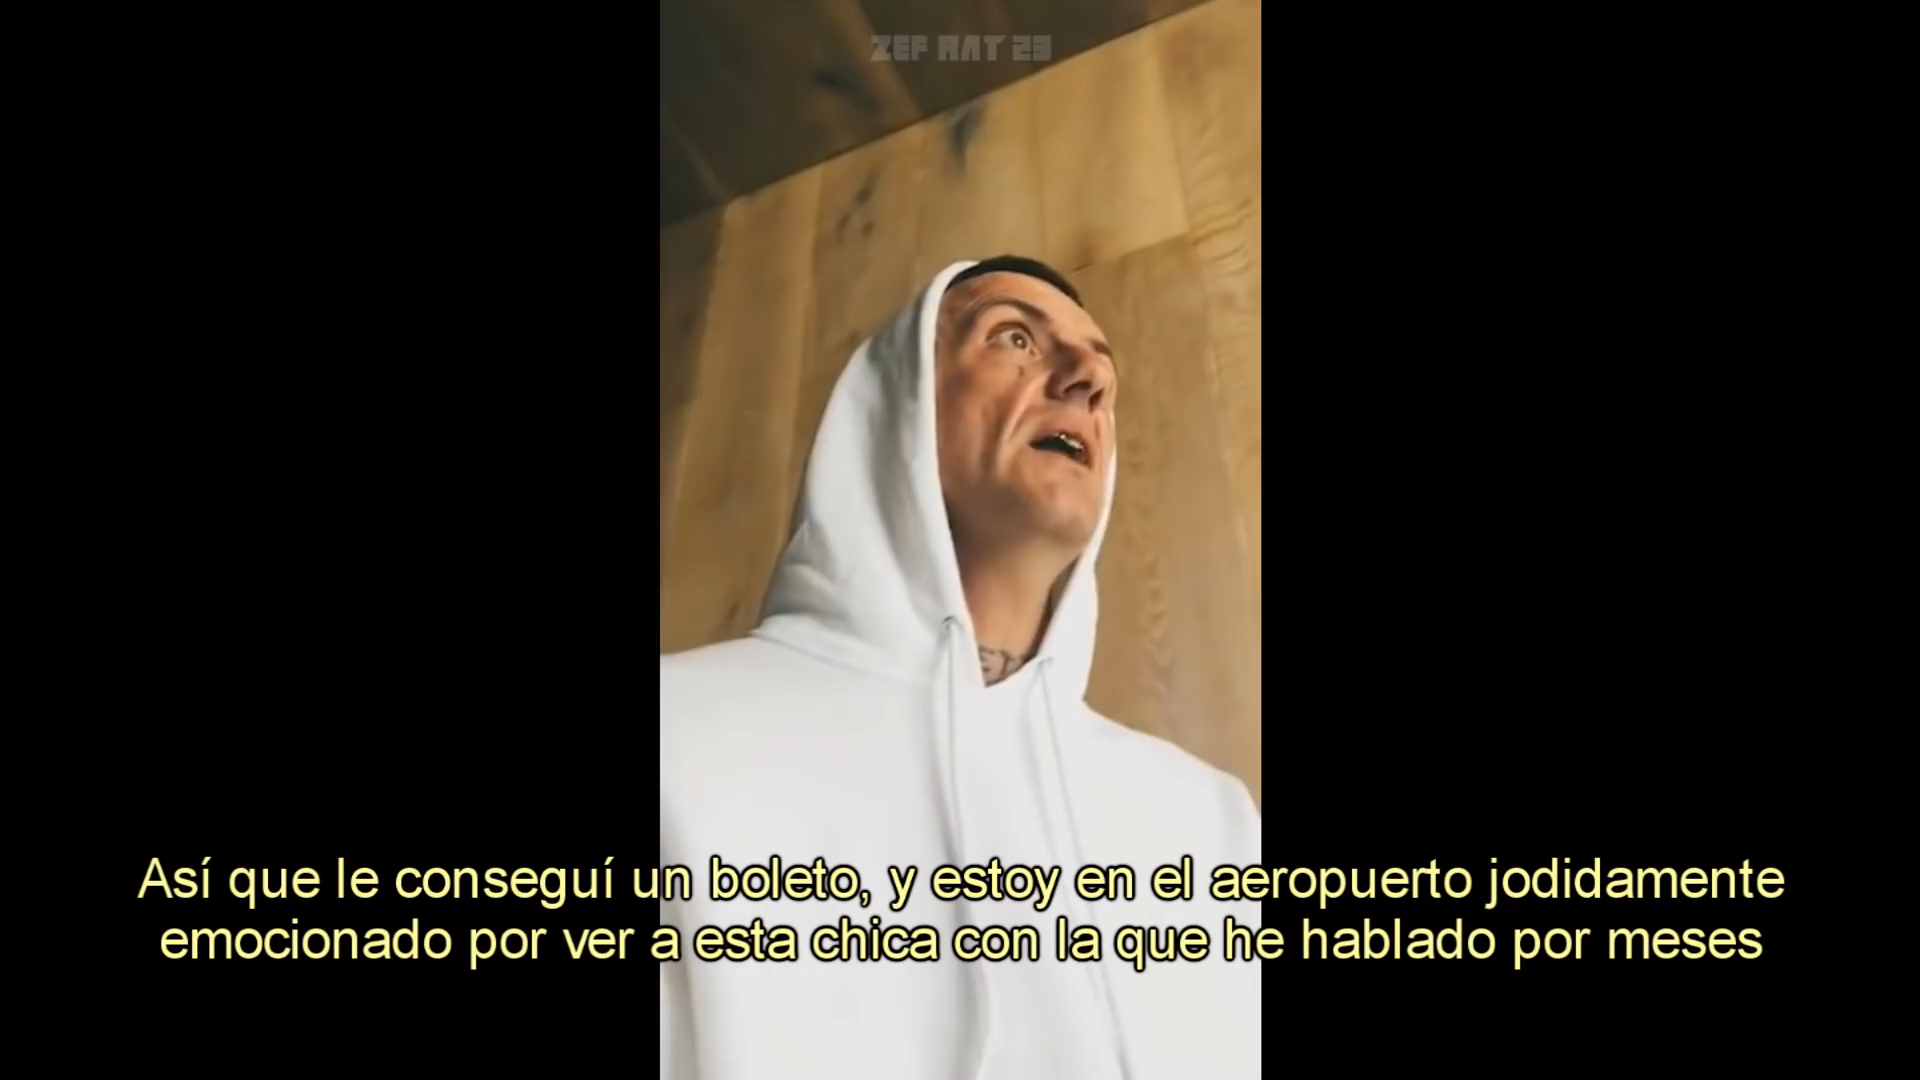 ZEF RAT 23
Así que le conseguí un boleto, y estoy en el aeropuerto jodidamente
emocionado por ver a esta chica con la que he hablado por meses